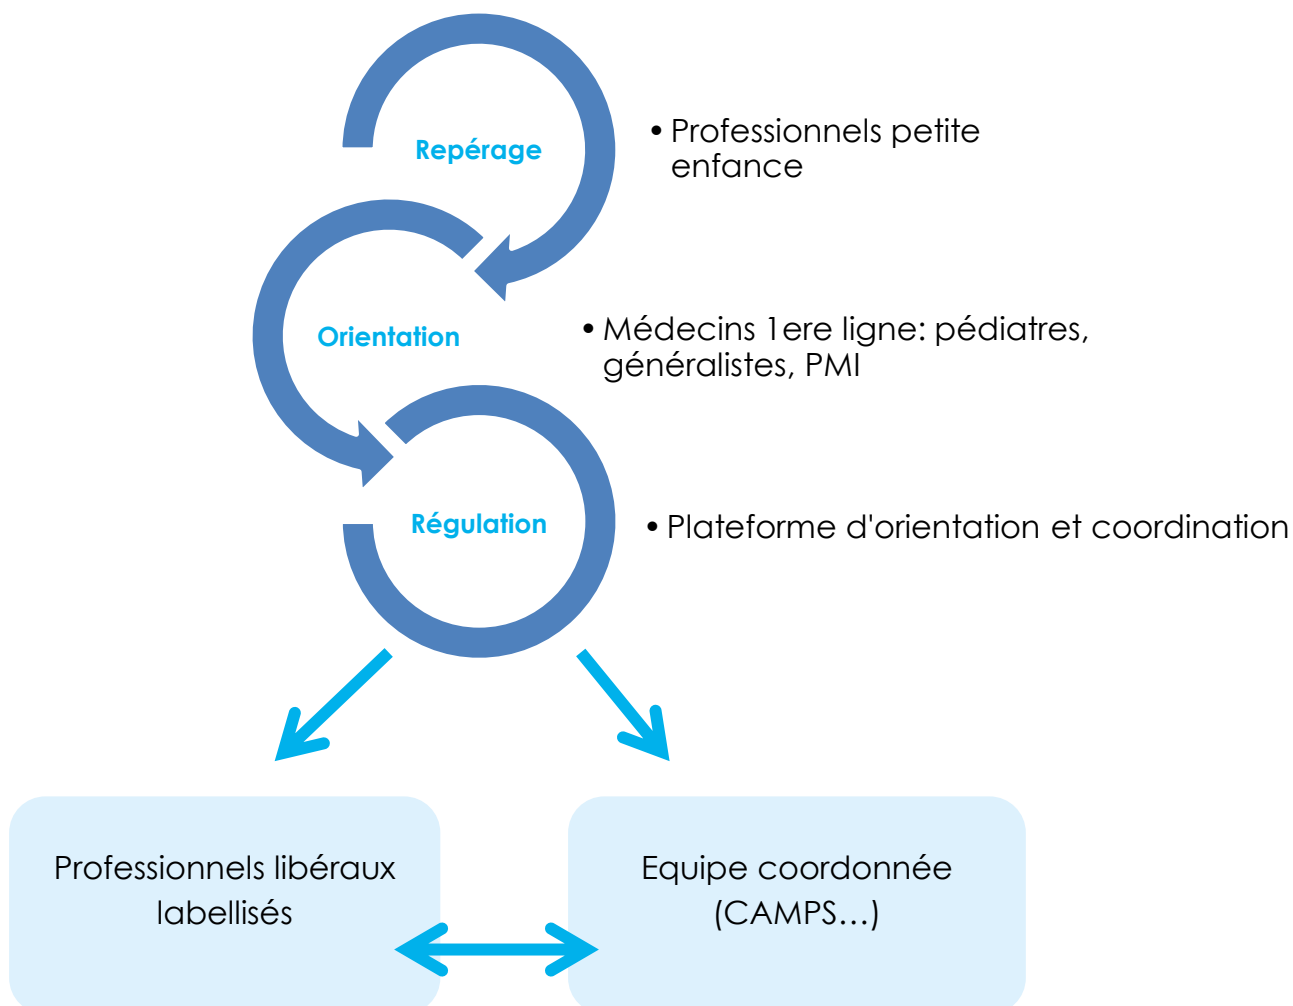 Repérage
• Professionnels petite
enfance
Orientation
• Médecins 1ere ligne: pédiatres,
généralistes, PMI
Régulation
• Plateforme d'orientation et coordination
Professionnels libéraux
labellisés
Equipe coordonnée
(CAMPS…)